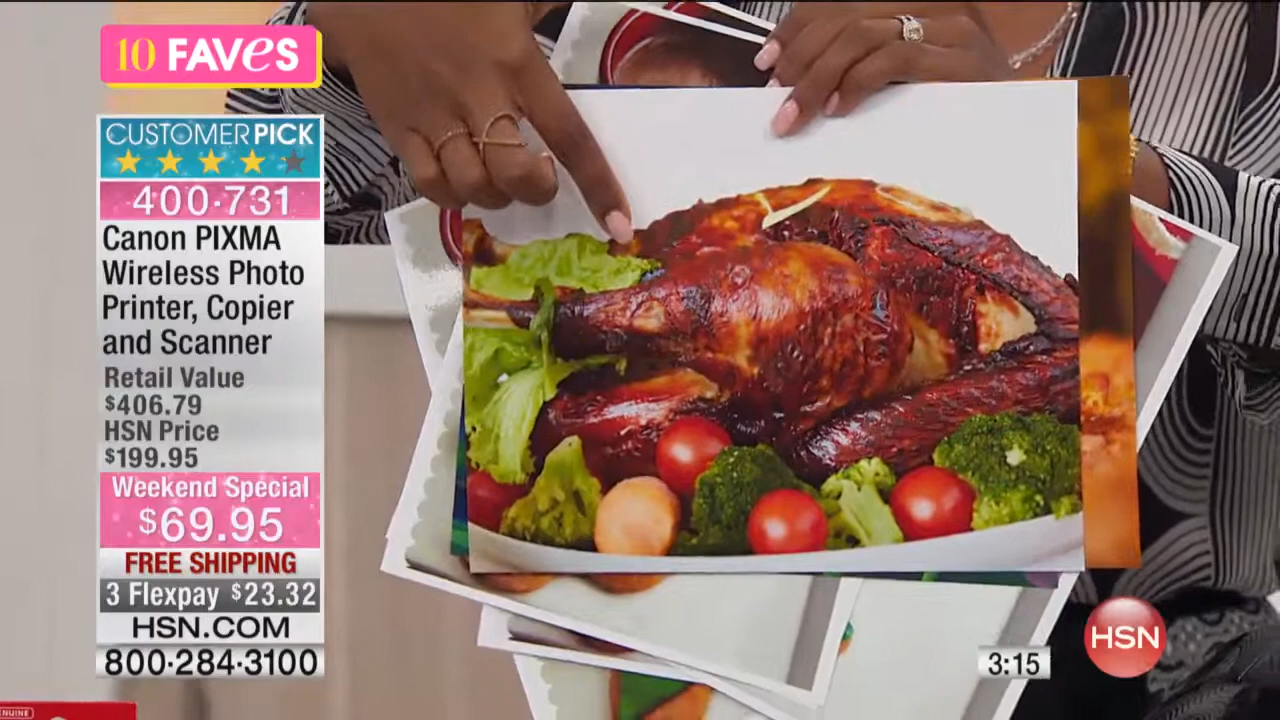 10 FAVeS
CUSTOMER PICK
400-731
Canon PIXMA
Wireless Photo
Printer, Copier
and Scanner
Retail Value
$406.79
HSN Price
$199.95
Weekend Special
$69.95
FREE SHIPPING
3 Flexpay $23.32
HSN.COM
800-284-3100
3:15
HSN